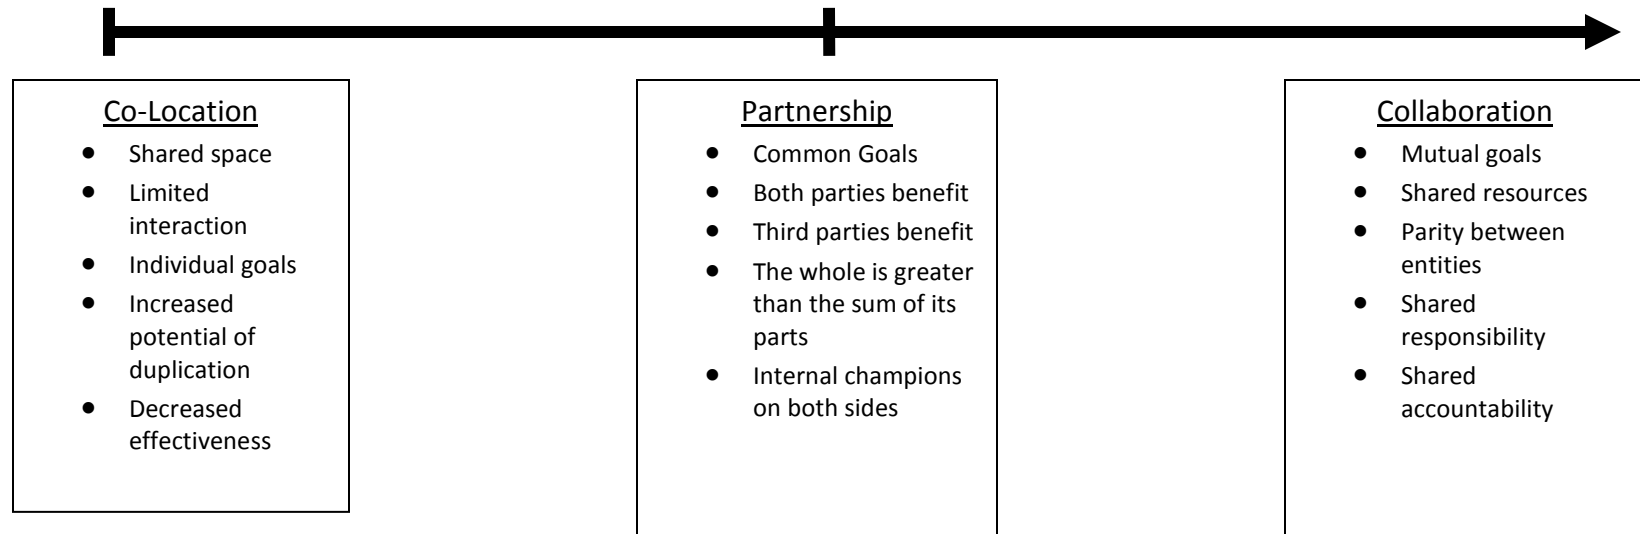 Co-Location
• Shared space
• Limited
interaction
• Individual goals
• Increased
potential of
duplication
• Decreased
effectiveness
Partnership
• Common Goals
• Both parties benefit
• Third parties benefit
• The whole is greater
than the sum of its
parts
• Internal champions
on both sides
Collaboration
• Mutual goals
• Shared resources
• Parity between
entities
• Shared
responsibility
• Shared
accountability